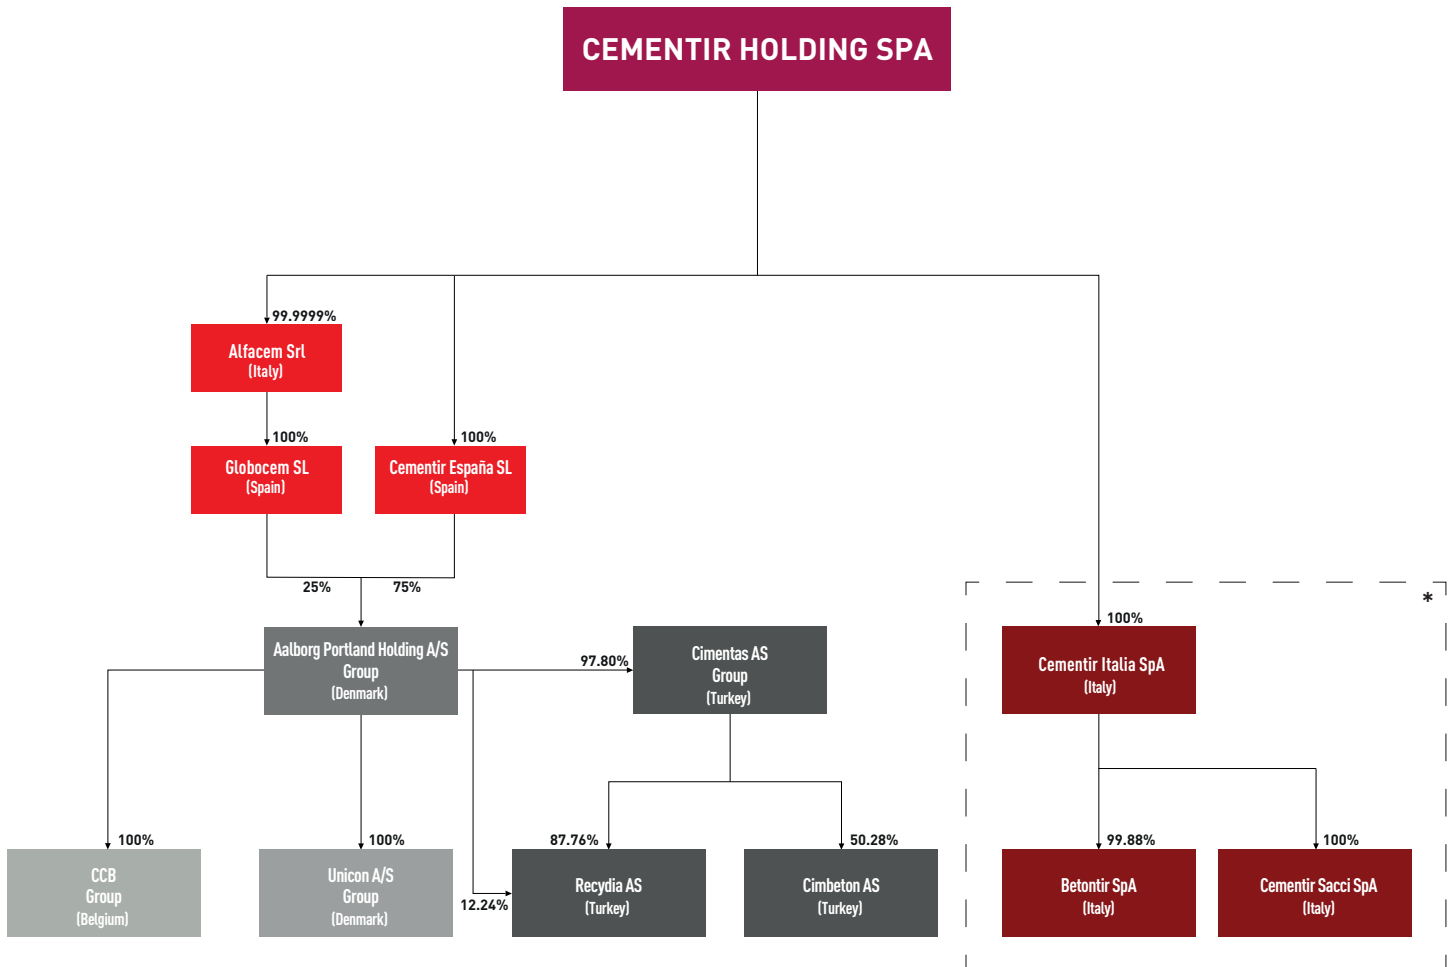 CEMENTIR HOLDING SPA
99.9999%
Alfacem Srl
(Italy)
100%
100%
Globocem SL
(Spain)
Cementir España SL
(Spain)
25%
75%
*
100%
Aalborg Portland Holding A/S
Group
(Denmark)
97.80%
Cimentas AS
Group
(Turkey)
Cementir Italia SpA
(Italy)
100%
100%
87.76%
50.28%
99.88%
100%
CCB
Group
(Belgium)
Unicon A/S
Group
(Denmark)
12.24%
Recydia AS
(Turkey)
Cimbeton AS
(Turkey)
Betontir SpA
(Italy)
Cementir Sacci SpA
(Italy)